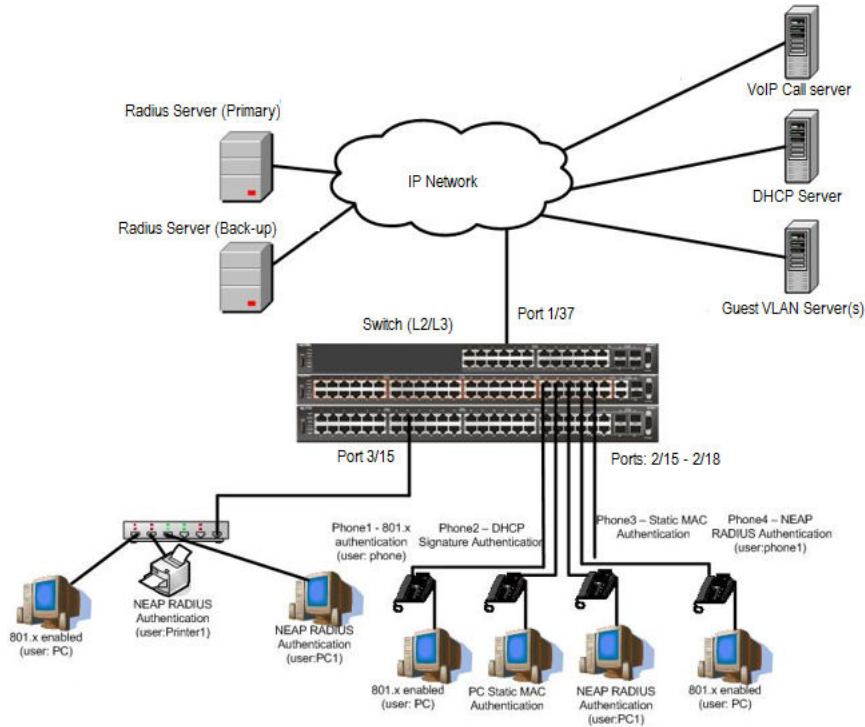 VoIP Call server
Radius Server (Primary)
IP Network
DHCP Server
Radius Server (Back-up)
Guest VLAN Server(s)
Switch (L2/L3)
Port 1/37
Port 3/15
Ports: 2/15 - 2/18
Phone1 - 801.x
authentication
(user: phone)
Phone2 – DHCP
Signature Authentication
Phone3 – Static MAC
Authentication
Phone4 – NEAP
RADIUS Authentication
(user:phone1)
801.x enabled
(user: PC)
NEAP RADIUS
Authentication
(user:Printer1)
NEAP RADIUS
Authentication
(user:PC1)
801.x enabled
(user: PC)
PC Static MAC
Authentication
NEAP RADIUS
Authentication
(user:PC1)
801.x enabled
(user: PC)